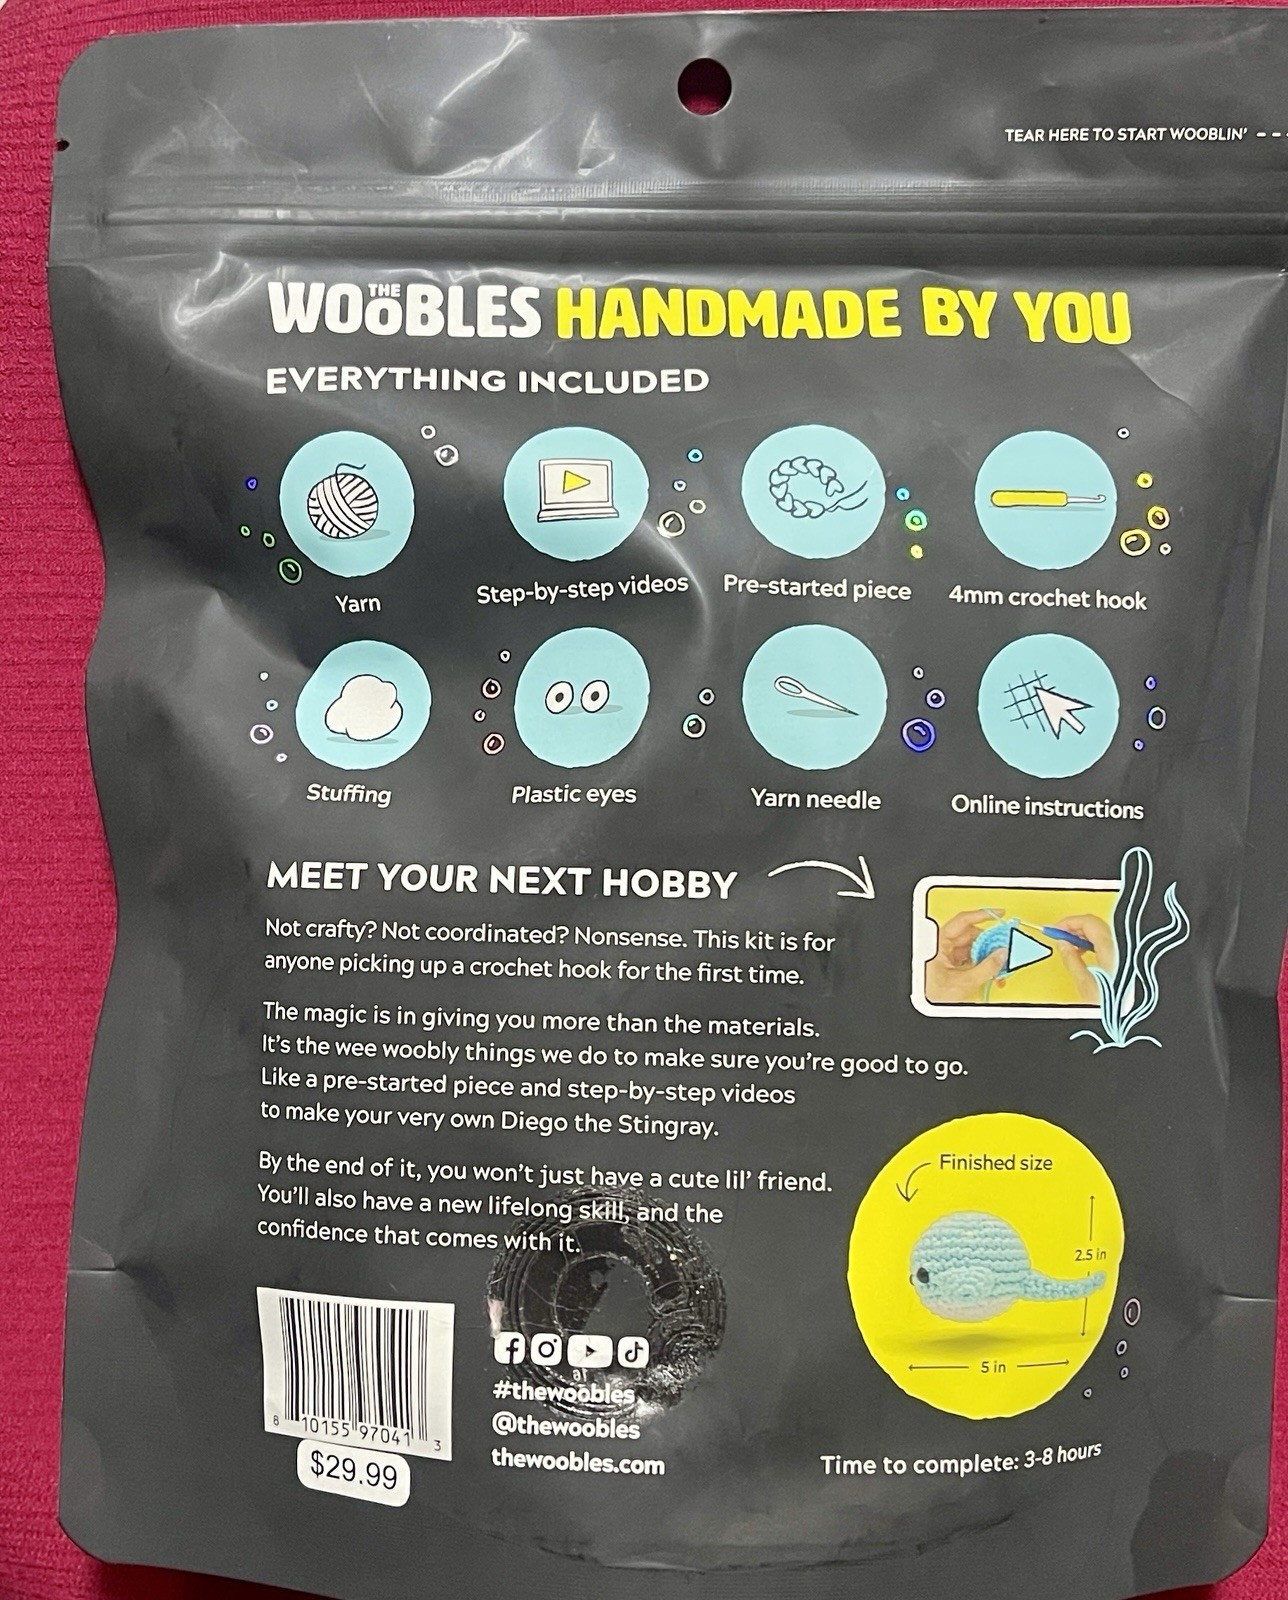 TEAR HERE TO START WOOBLIN'
THE WOOBLES HANDMADE BY YOU
EVERYTHING INCLUDED
Yarn
Step-by-step videos
Pre-started piece
4mm crochet hook
Stuffing
Plastic eyes
Yarn needle
Online instructions
MEET YOUR NEXT HOBBY
Not crafty? Not coordinated? Nonsense. This kit is for
anyone picking up a crochet hook for the first time.
The magic is in giving you more than the materials.
It's the wee woobly things we do to make sure you're good to go.
Like a pre-started piece and step-by-step videos
to make your very own Diego the Stingray.
By the end of it, you won't just have a cute lil' friend.
You'll also have a new lifelong skill, and the
confidence that comes with it.
Finished size
2.5 in
5 in
Time to complete: 3-8 hours
8 10155 97041 3
$29.99
#thewoobles
@thewoobles
thewoobles.com